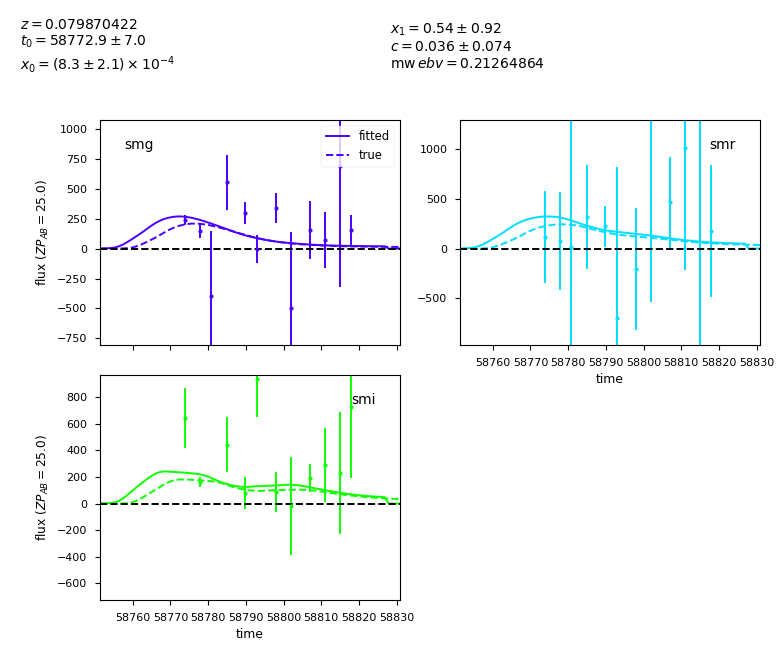 z = 0.079870422
t₀ = 58772.9 ± 7.0
x₀ = (8.3 ± 2.1) × 10⁻⁴
x₁ = 0.54 ± 0.92
c = 0.036 ± 0.074
mw ebv = 0.21264864
smg
fitted
true
1000
750
500
250
0
−250
−500
−750
flux (ZP_AB = 25.0)
smr
1000
500
0
−500
58760 58770 58780 58790 58800 58810 58820 58830
time
smi
800
600
400
200
0
−200
−400
−600
flux (ZP_AB = 25.0)
58760 58770 58780 58790 58800 58810 58820 58830
time